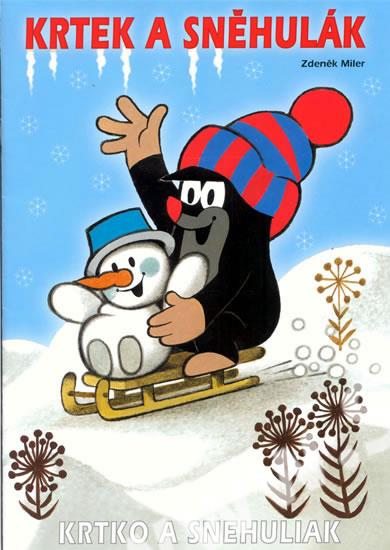 KRTEK A SNĚHULÁK
Zdeněk Miler
KRTKO A SNEHULIAK